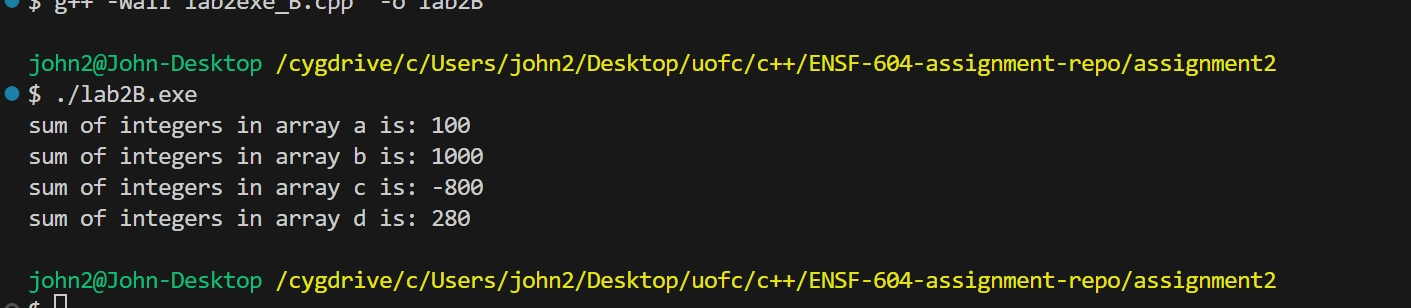 $ g++ -Wall lab2exe_B.cpp -o lab2B
john2@John-Desktop /cygdrive/c/Users/john2/Desktop/uofc/c++/ENSF-604-assignment-repo/assignment2
$ ./lab2B.exe
sum of integers in array a is: 100
sum of integers in array b is: 1000
sum of integers in array c is: -800
sum of integers in array d is: 280
john2@John-Desktop /cygdrive/c/Users/john2/Desktop/uofc/c++/ENSF-604-assignment-repo/assignment2
$